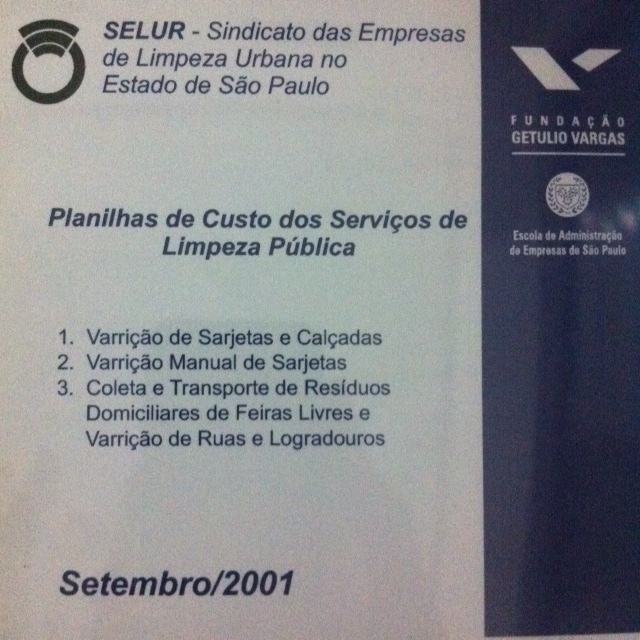 SELUR - Sindicato das Empresas
de Limpeza Urbana no
Estado de São Paulo
FUNDAÇÃO
GETULIO VARGAS
Escola de Administração
de Empresas de São Paulo
Planilhas de Custo dos Serviços de
Limpeza Pública
1. Varrição de Sarjetas e Calçadas
2. Varrição Manual de Sarjetas
3. Coleta e Transporte de Resíduos
Domiciliares de Feiras Livres e
Varrição de Ruas e Logradouros
Setembro/2001